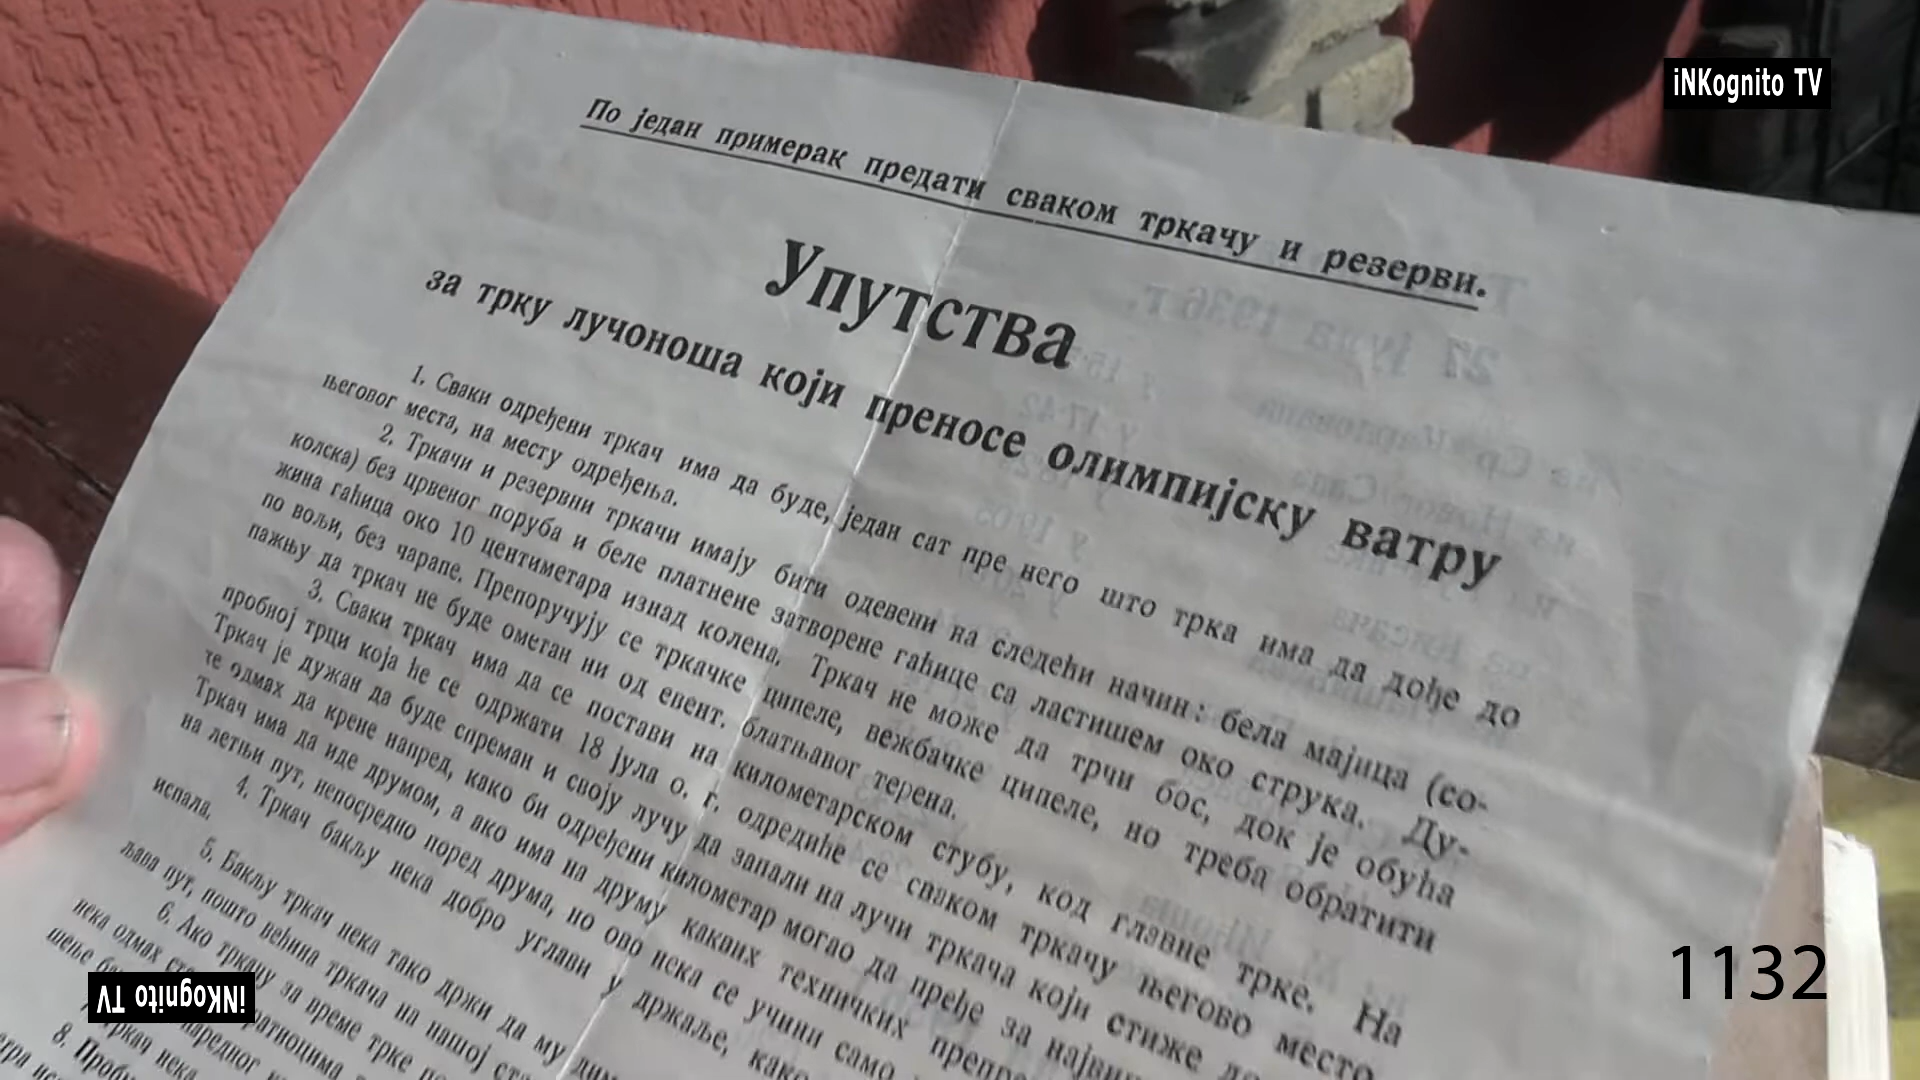 iNKognito TV
По један примерак предати сваком тркачу и резерви.
Упутства
за трку лучоноша који преносе олимпијску ватру
1. Сваки одређени тркач има да буде, један сат пре него што трка има да дође до
његовог места, на месту одређења.
2. Тркачи и резервни тркачи имају бити одевени на следећи начин: бела мајица (со-
колска) без црвеног поруба и беле платнене затворене гаћице са ластишем око струка. Ду-
жина гаћица око 10 центиметара изнад колена. Тркач не може да трчи бос, док је обућа
по вољи, без чарапе. Препоручују се тркачке ципеле, вежбачке ципеле, но треба обратити
пажњу да тркач не буде ометан ни од евент. блатњавог терена.
3. Сваки тркач има да се постави на километарском стубу, код главне трке. На
пробној трци која ће се одржати 18 јула о. г. одредиће се сваком тркачу његово место.
Тркач је дужан да буде спреман и своју лучу да запали на лучи тркача који стиже
те одмах да крене напред, како би одређени километар могао да пређе за
Тркач има да иде друмом, а ако има на друму каквих техничких
на летњи пут, непосредно поред друма, но ово нека се учини само
4. Тркач бакљу нека добро углави у држаље, како
испала.
5. Бакљу тркач нека тако држи да му
љава пут, пошто већина тркача на нашој
6. Ако тркачу за време трке
нека одмах
шење
тркач нека
8.
1132
iNKognito TV